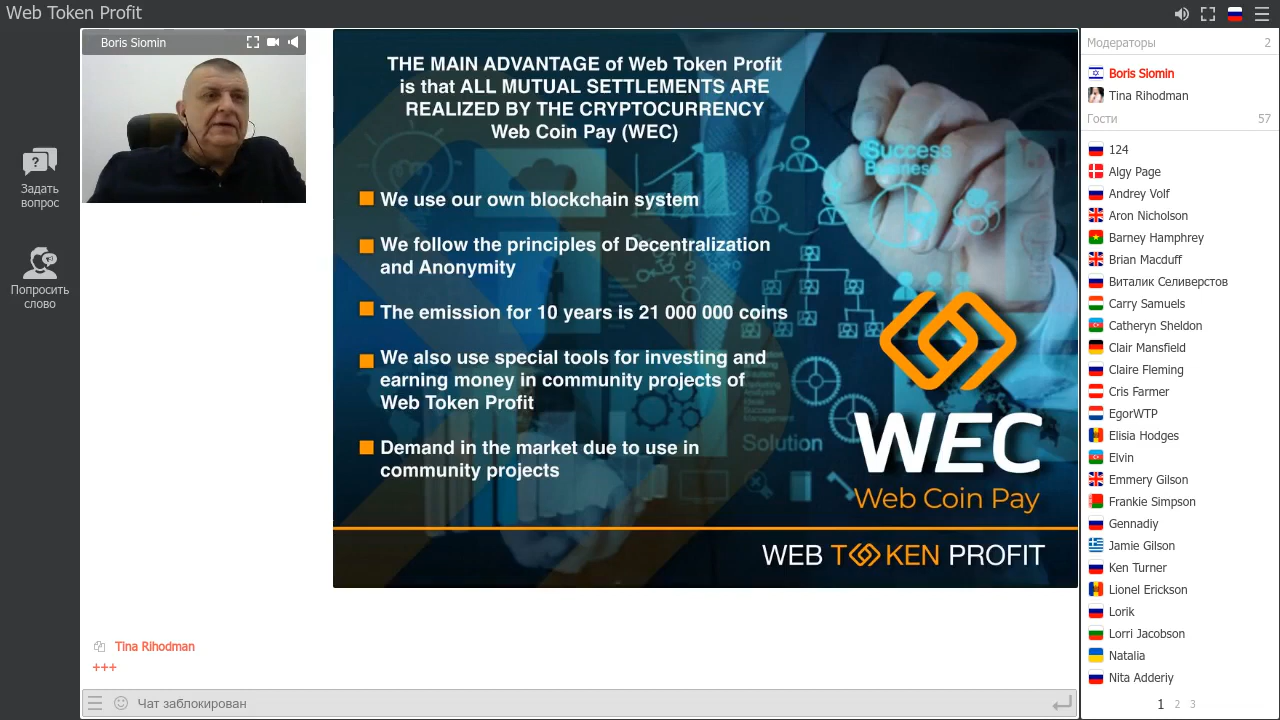 Web Token Profit
Boris Slomin
Задать
вопрос
Попросить
слово
THE MAIN ADVANTAGE of Web Token Profit
is that ALL MUTUAL SETTLEMENTS ARE
REALIZED BY THE CRYPTOCURRENCY
Web Coin Pay (WEC)
We use our own blockchain system
We follow the principles of Decentralization
and Anonymity
The emission for 10 years is 21 000 000 coins
We also use special tools for investing and
earning money in community projects of
Web Token Profit
Demand in the market due to use in
community projects
Success
Business
Solution
WEC
Web Coin Pay
WEB TOKEN PROFIT
Tina Rihodman
+++
Чат заблокирован
Модераторы 2
Boris Slomin
Tina Rihodman
Гости 57
124
Algy Page
Andrey Volf
Aron Nicholson
Barney Hamphrey
Brian Macduff
Виталик Селиверстов
Carry Samuels
Catheryn Sheldon
Clair Mansfield
Claire Fleming
Cris Farmer
EgorWTP
Elisia Hodges
Elvin
Emmery Gilson
Frankie Simpson
Gennadiy
Jamie Gilson
Ken Turner
Lionel Erickson
Lorik
Lorri Jacobson
Natalia
Nita Adderiy
1 2 3